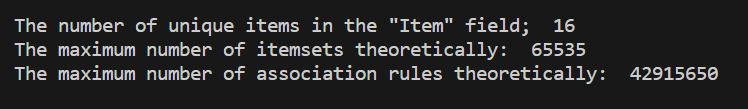 The number of unique items in the "Item" field;  16
The maximum number of itemsets theoretically:  65535
The maximum number of association rules theoretically:  42915650